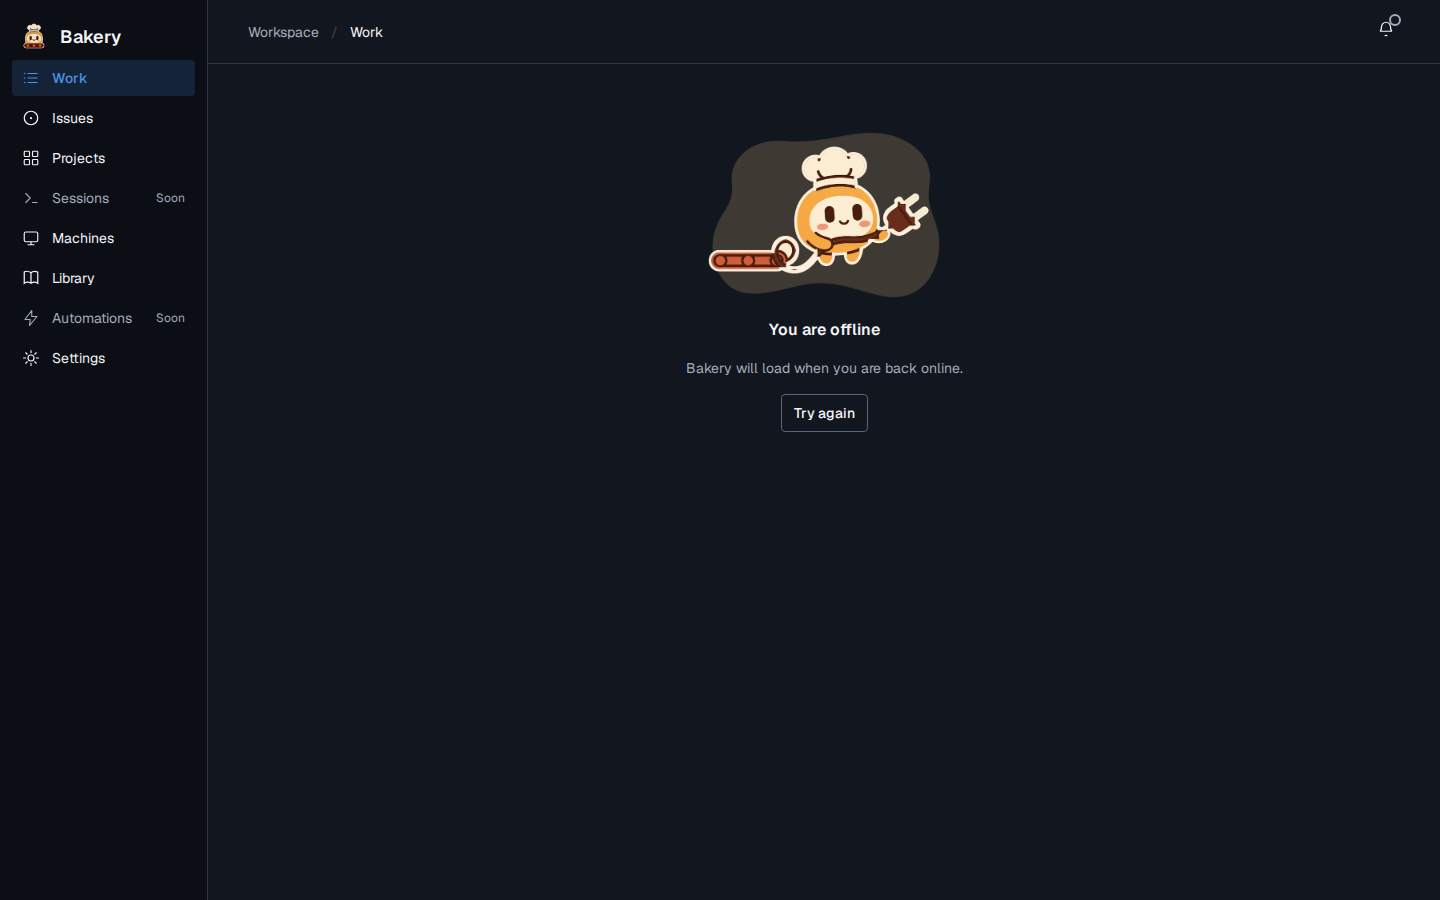 Bakery
Work
Issues
Projects
Sessions Soon
Machines
Library
Automations Soon
Settings
Workspace / Work
You are offline
Bakery will load when you are back online.
Try again